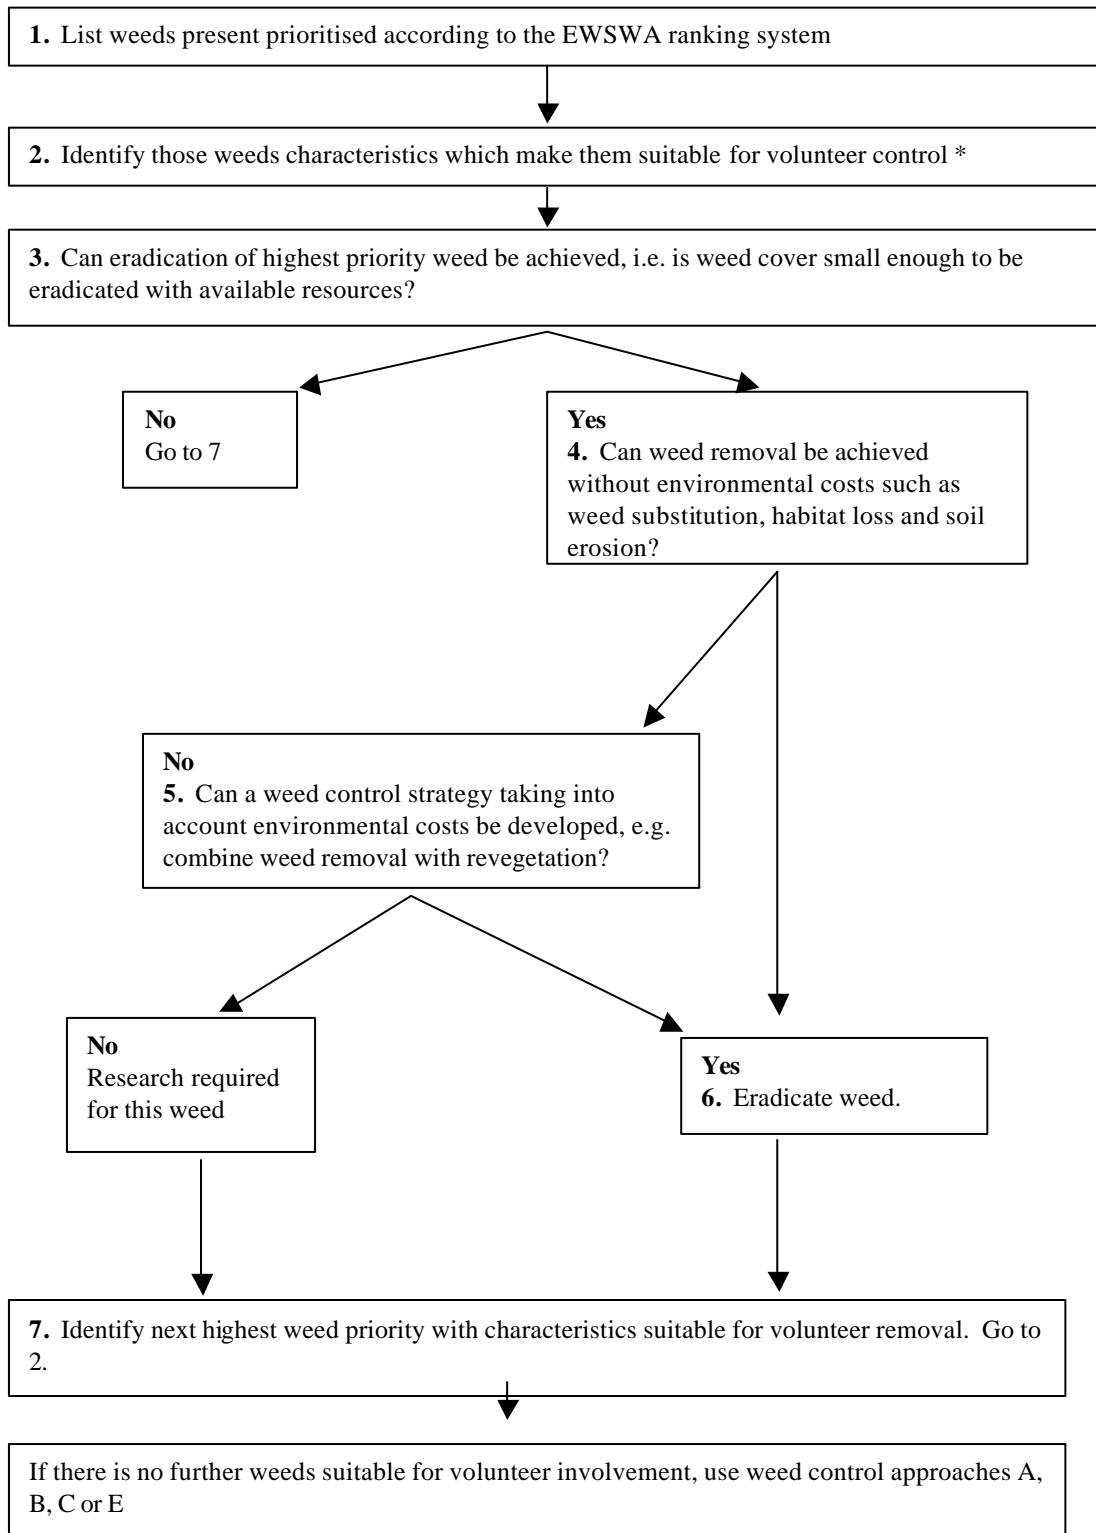 1. List weeds present prioritised according to the EWSWA ranking system
2. Identify those weeds characteristics which make them suitable for volunteer control *
3. Can eradication of highest priority weed be achieved, i.e. is weed cover small enough to be
eradicated with available resources?
No
Go to 7
Yes
4. Can weed removal be achieved
without environmental costs such as
weed substitution, habitat loss and soil
erosion?
No
5. Can a weed control strategy taking into
account environmental costs be developed, e.g.
combine weed removal with revegetation?
No
Research required
for this weed
Yes
6. Eradicate weed.
7. Identify next highest weed priority with characteristics suitable for volunteer removal. Go to
2.
If there is no further weeds suitable for volunteer involvement, use weed control approaches A,
B, C or E